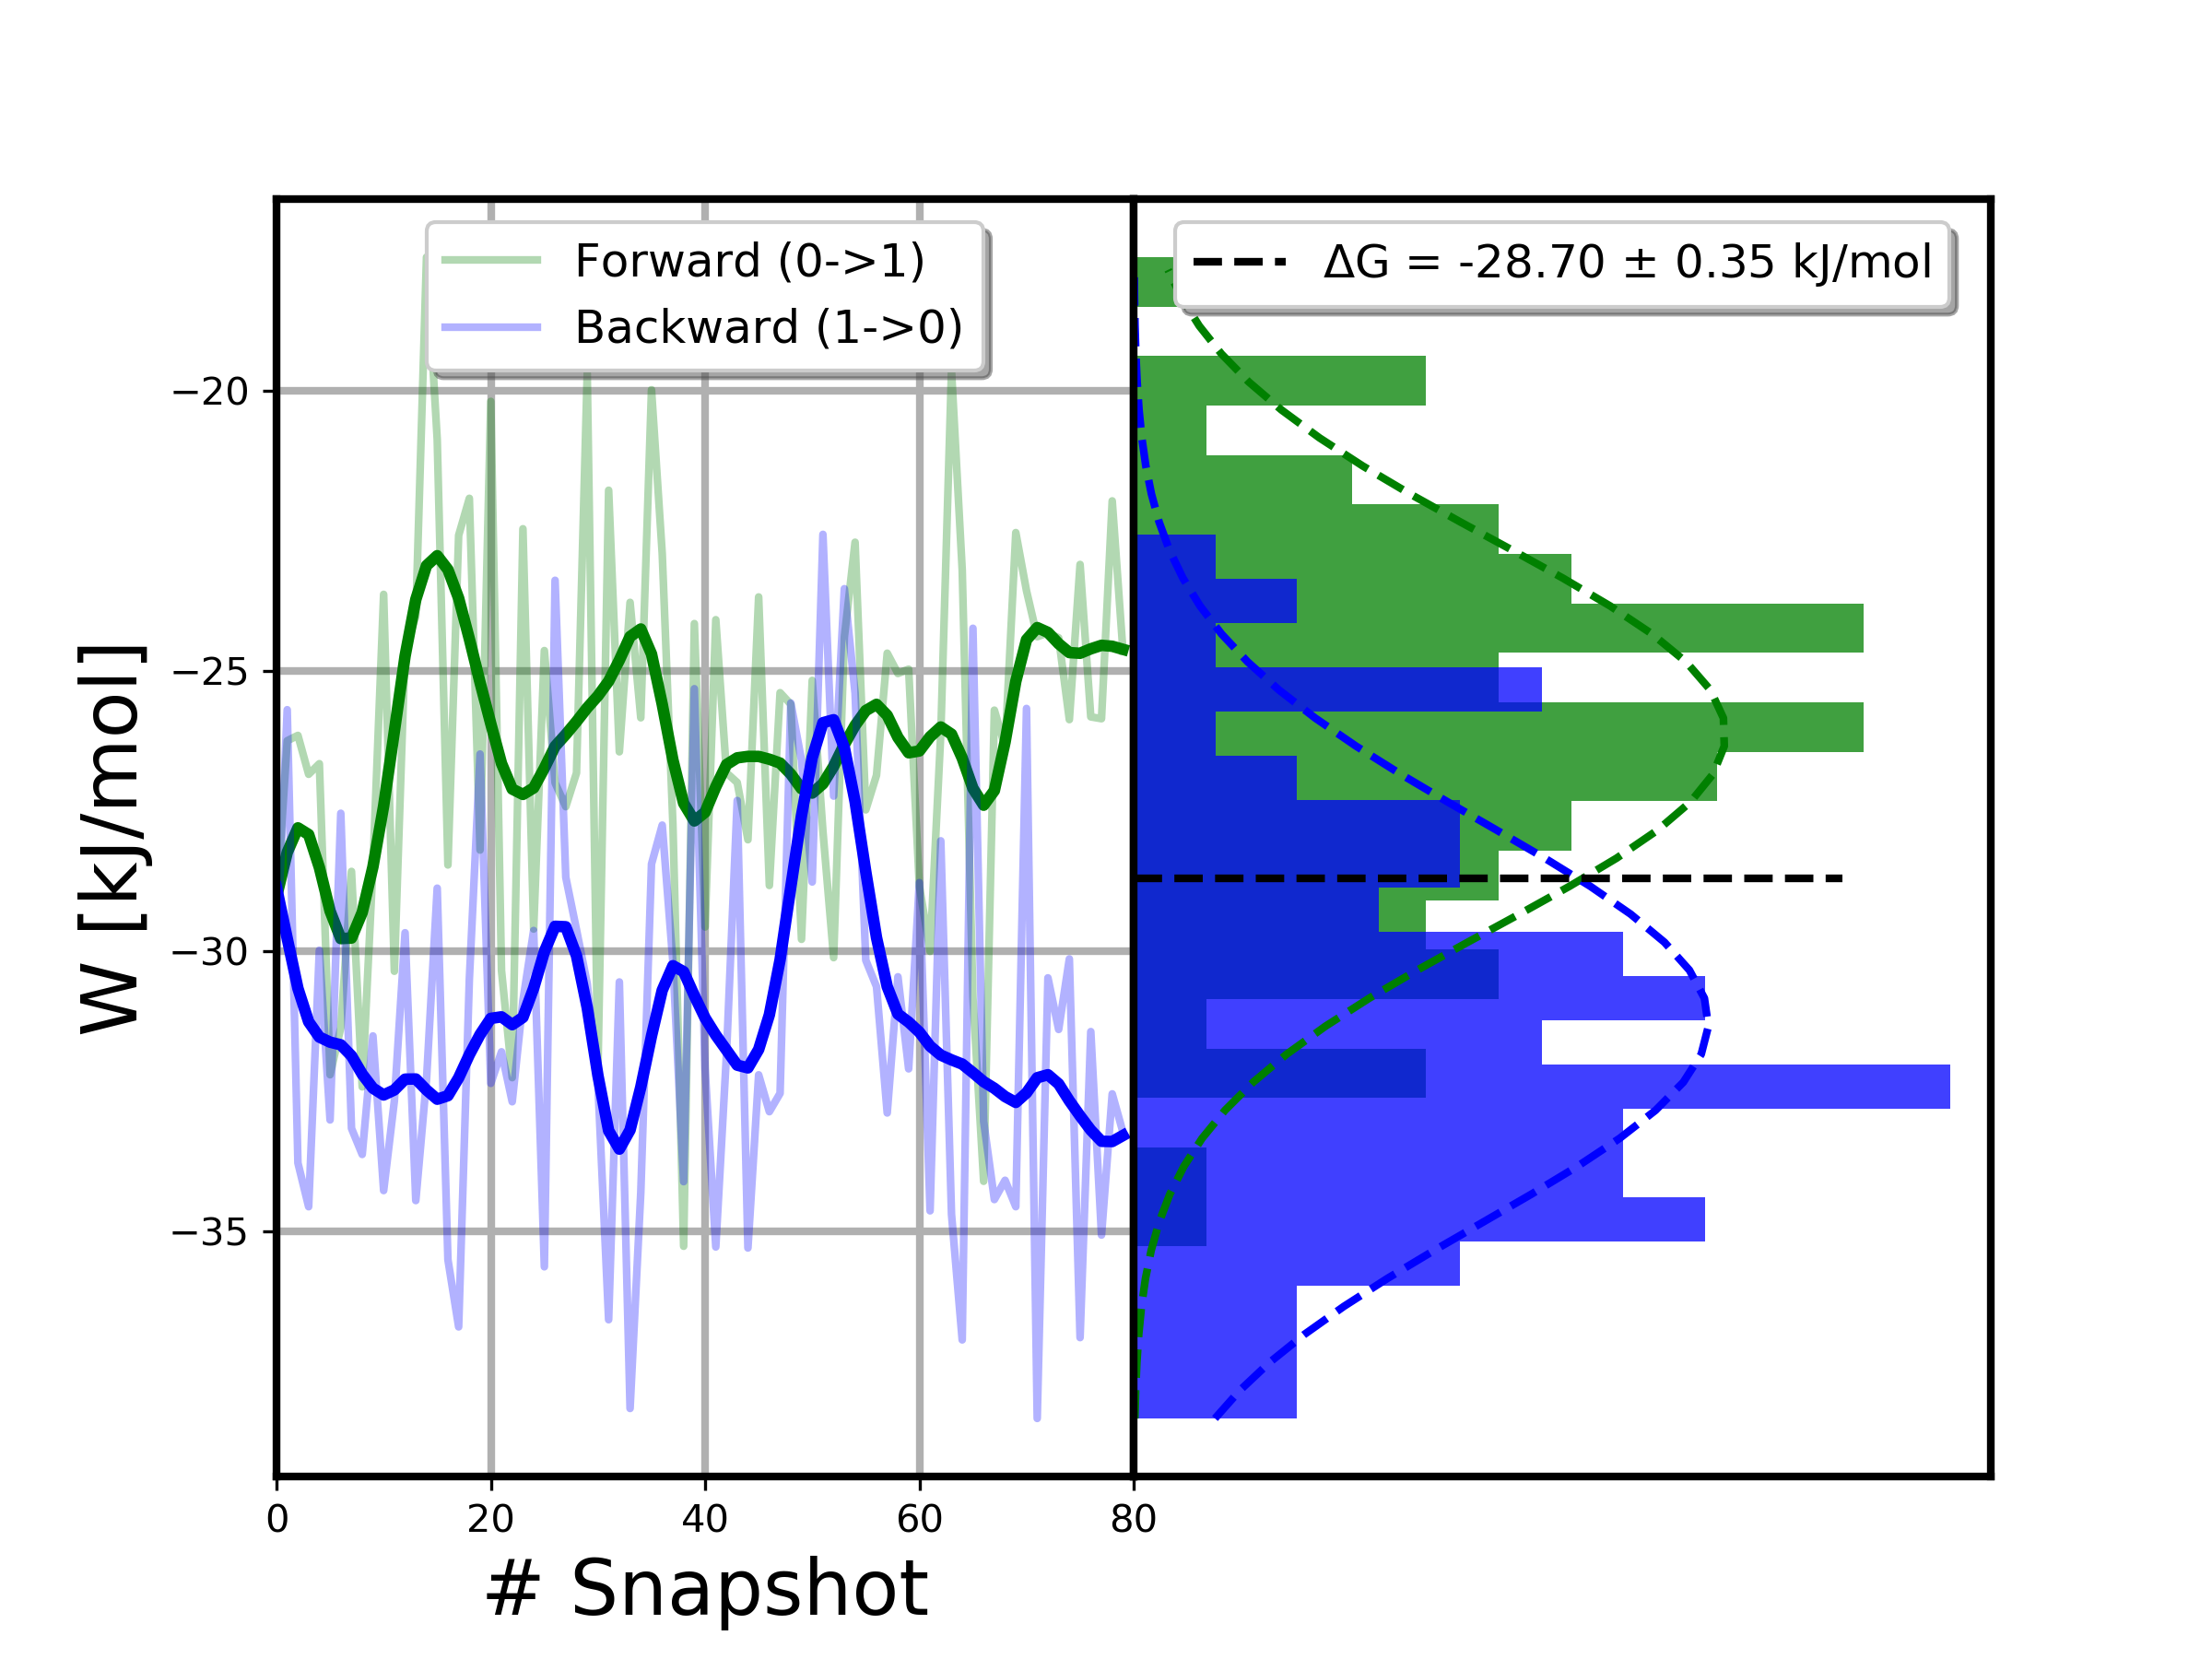 Forward (0->1)
Backward (1->0)
ΔG = -28.70 ± 0.35 kJ/mol
W [kJ/mol]
−20
−25
−30
−35
0 20 40 60 80
# Snapshot